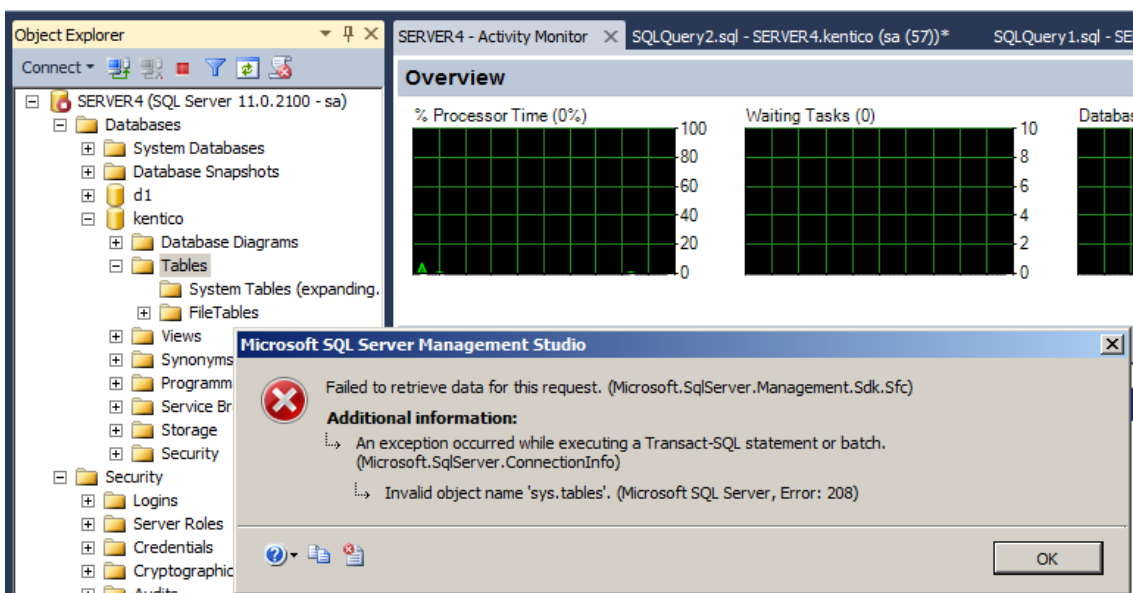 Object Explorer
Connect
SERVER4 (SQL Server 11.0.2100 - sa)
Databases
System Databases
Database Snapshots
d1
kentico
Database Diagrams
Tables
System Tables (expanding.
FileTables
Views
Synonyms
Programm
Service Br
Storage
Security
Security
Logins
Server Roles
Credentials
Cryptographic
Audits
SERVER4 - Activity Monitor
SQLQuery2.sql - SERVER4.kentico (sa (57))*
SQLQuery1.sql - SE
Overview
% Processor Time (0%)
100
80
60
40
20
0
Waiting Tasks (0)
10
8
6
4
2
0
Databas
Microsoft SQL Server Management Studio
Failed to retrieve data for this request. (Microsoft.SqlServer.Management.Sdk.Sfc)
Additional information:
An exception occurred while executing a Transact-SQL statement or batch.
(Microsoft.SqlServer.ConnectionInfo)
Invalid object name 'sys.tables'. (Microsoft SQL Server, Error: 208)
OK